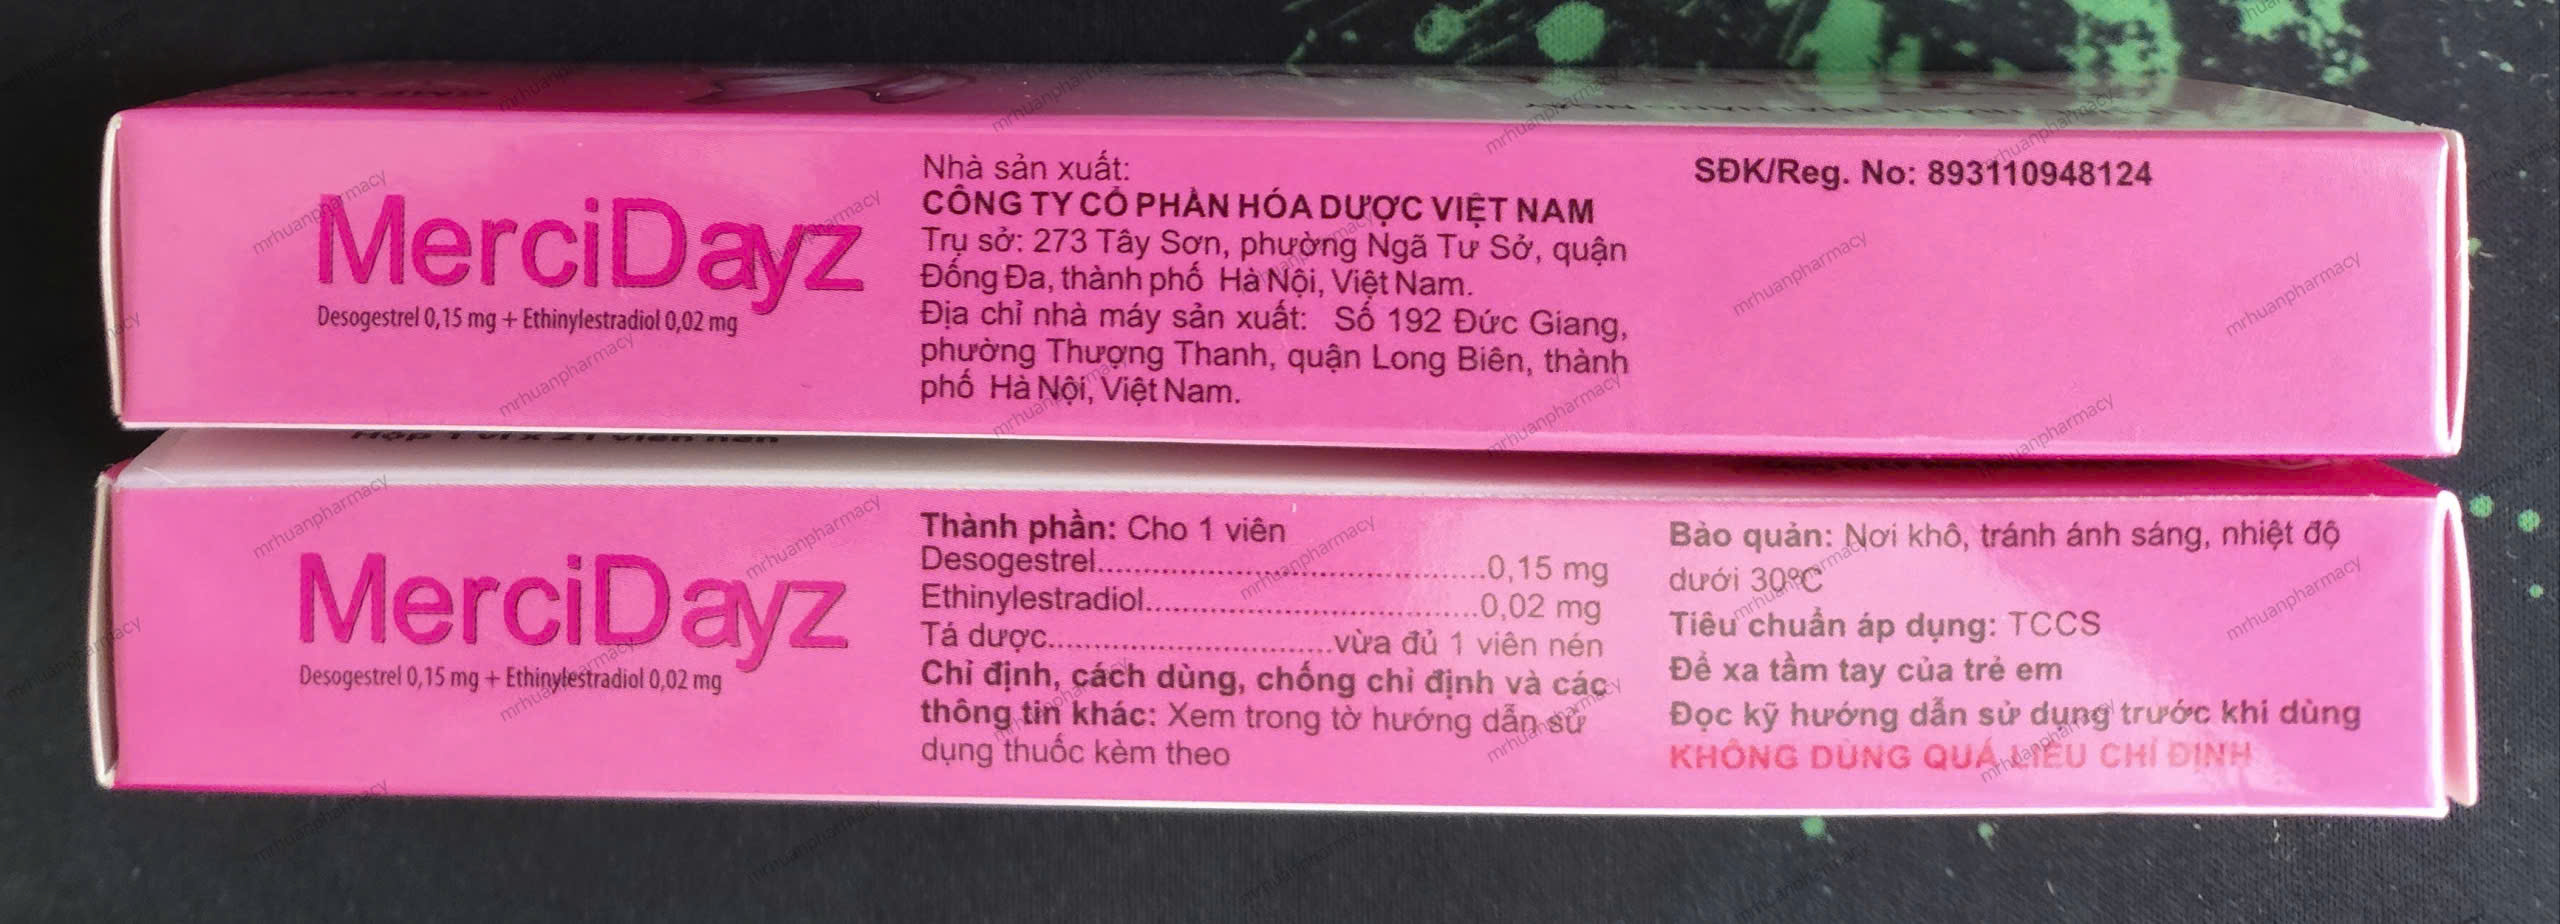 MerciDayz
Desogestrel 0,15 mg + Ethinylestradiol 0,02 mg
Nhà sản xuất:
CÔNG TY CỔ PHẦN HÓA DƯỢC VIỆT NAM
Trụ sở: 273 Tây Sơn, phường Ngã Tư Sở, quận
Đống Đa, thành phố Hà Nội, Việt Nam.
Địa chỉ nhà máy sản xuất: Số 192 Đức Giang,
phường Thượng Thanh, quận Long Biên, thành
phố Hà Nội, Việt Nam.
SĐK/Reg. No: 893110948124
Hộp 1 vỉ x 21 viên nén
MerciDayz
Desogestrel 0,15 mg + Ethinylestradiol 0,02 mg
Thành phần: Cho 1 viên
Desogestrel..........................................0,15 mg
Ethinylestradiol....................................0,02 mg
Tá dược...............................vừa đủ 1 viên nén
Chỉ định, cách dùng, chống chỉ định và các
thông tin khác: Xem trong tờ hướng dẫn sử
dụng thuốc kèm theo
Bảo quản: Nơi khô, tránh ánh sáng, nhiệt độ
dưới 30ºC
Tiêu chuẩn áp dụng: TCCS
Để xa tầm tay của trẻ em
Đọc kỹ hướng dẫn sử dụng trước khi dùng
KHÔNG DÙNG QUÁ LIỀU CHỈ ĐỊNH
mrhuanpharmacy